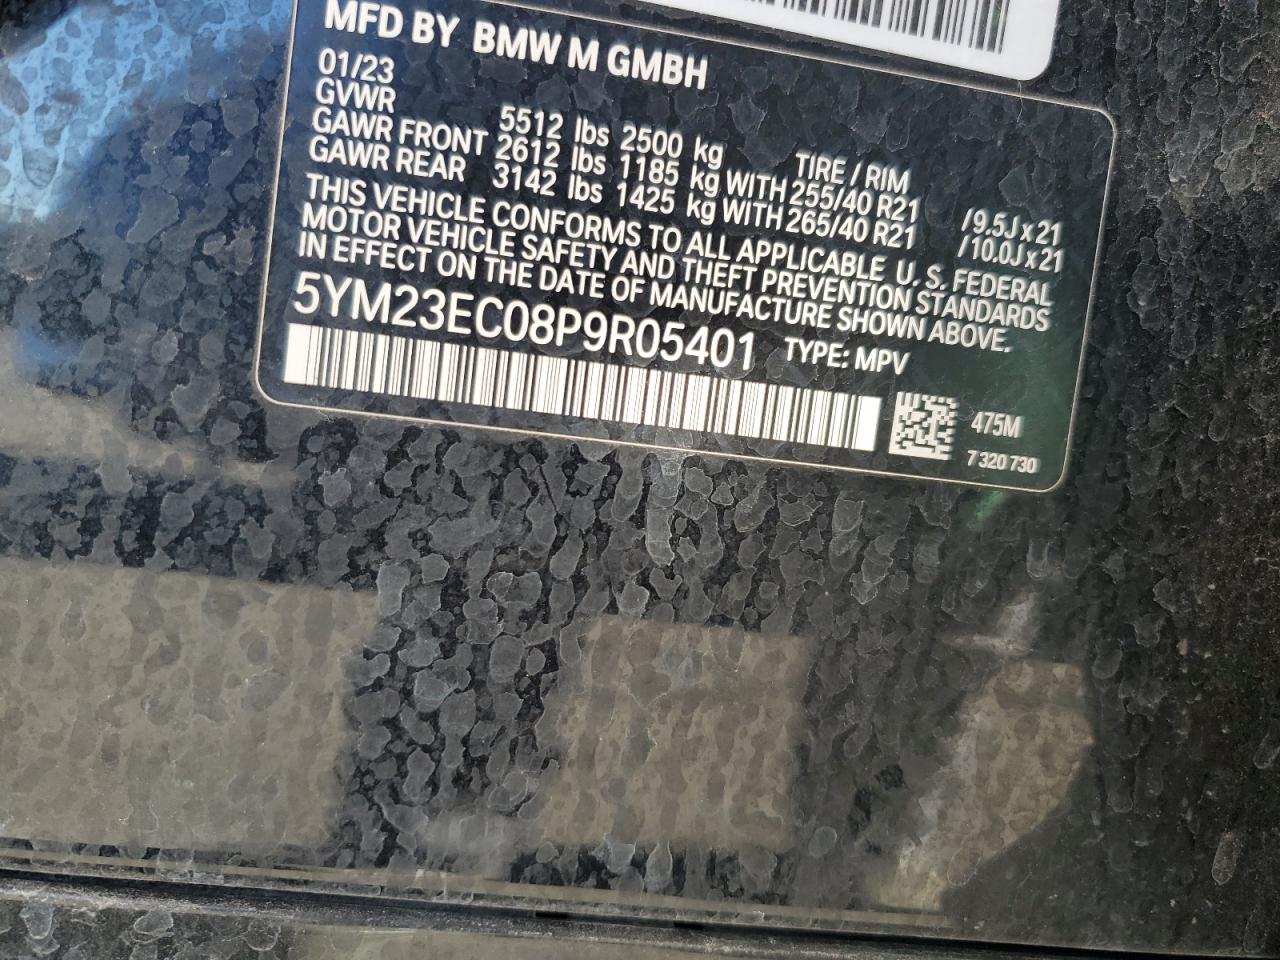 MFD BY BMW M GMBH
01/23
GVWR 5512 lbs 2500 kg TIRE / RIM
GAWR FRONT 2612 lbs 1185 kg WITH 255/40 R21 /9.5J x 21
GAWR REAR 3142 lbs 1425 kg WITH 265/40 R21 /10.0J x 21
THIS VEHICLE CONFORMS TO ALL APPLICABLE U. S. FEDERAL
MOTOR VEHICLE SAFETY AND THEFT PREVENTION STANDARDS
IN EFFECT ON THE DATE OF MANUFACTURE SHOWN ABOVE.
5YM23EC08P9R05401 TYPE: MPV
475M
7 320 730